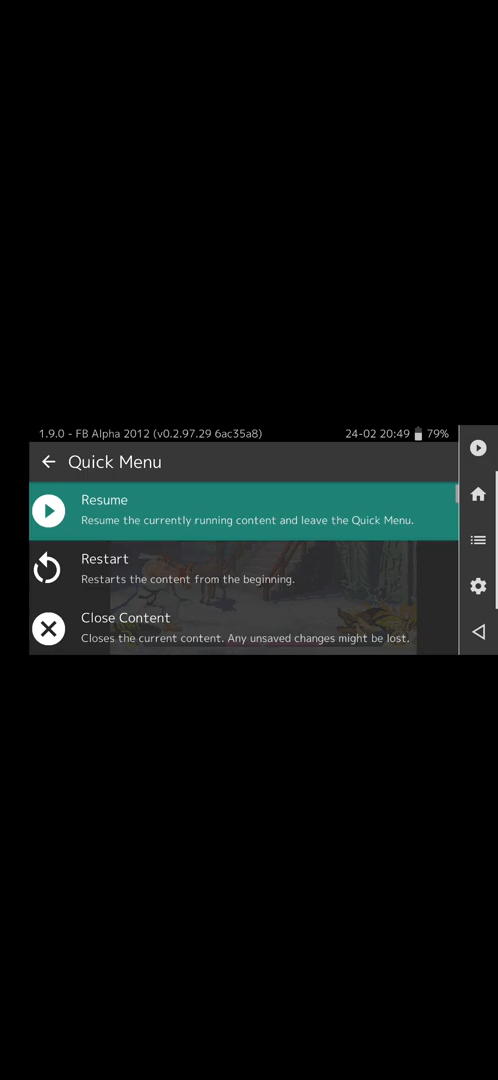 1.9.0 - FB Alpha 2012 (v0.2.97.29 6ac35a8) 24-02 20:49 79%
Quick Menu
Resume
Resume the currently running content and leave the Quick Menu.
Restart
Restarts the content from the beginning.
Close Content
Closes the current content. Any unsaved changes might be lost.